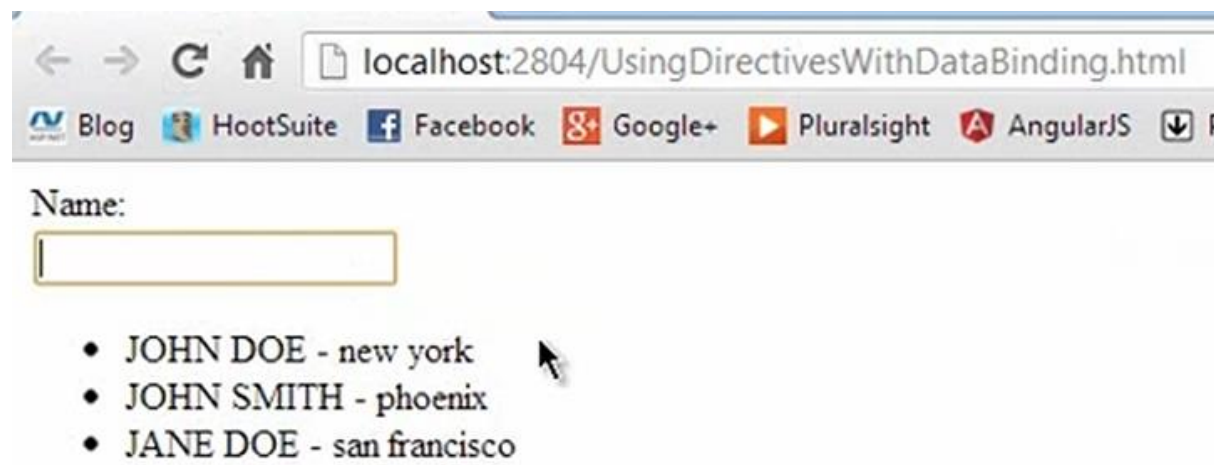 localhost:2804/UsingDirectivesWithDataBinding.html
Blog HootSuite Facebook Google+ Pluralsight AngularJS
Name:
JOHN DOE - new york
JOHN SMITH - phoenix
JANE DOE - san francisco